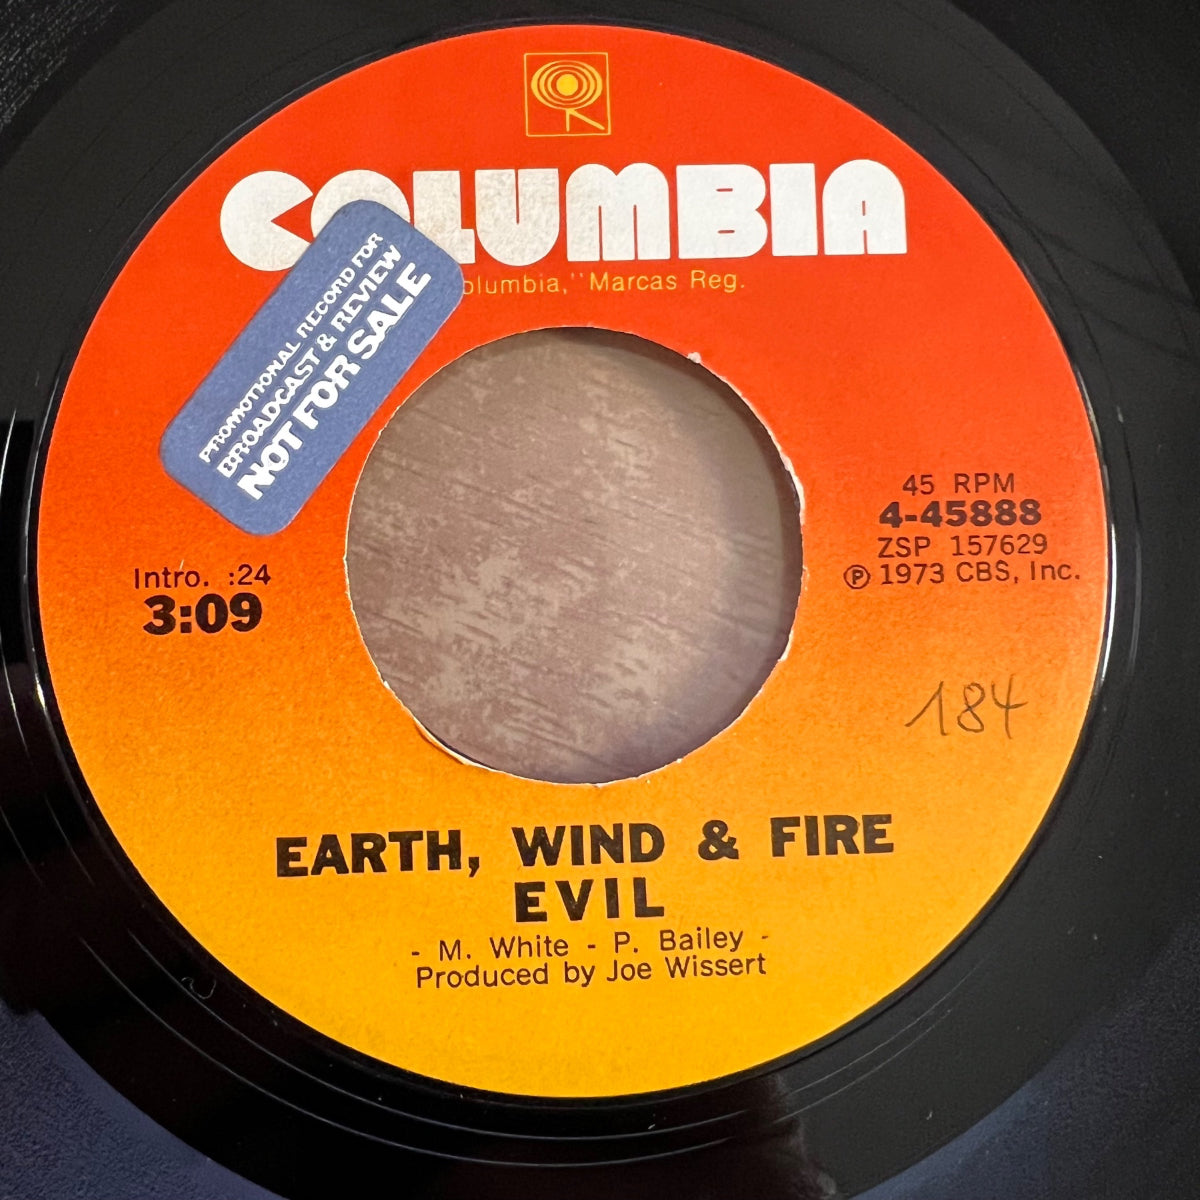 COLUMBIA
Columbia," Marcas Reg.
PROMOTIONAL RECORD FOR
BROADCAST & REVIEW
NOT FOR SALE
45 RPM
4-45888
ZSP 157629
Ⓟ 1973 CBS, Inc.
Intro. :24
3:09
184
EARTH, WIND & FIRE
EVIL
- M. White - P. Bailey -
Produced by Joe Wissert